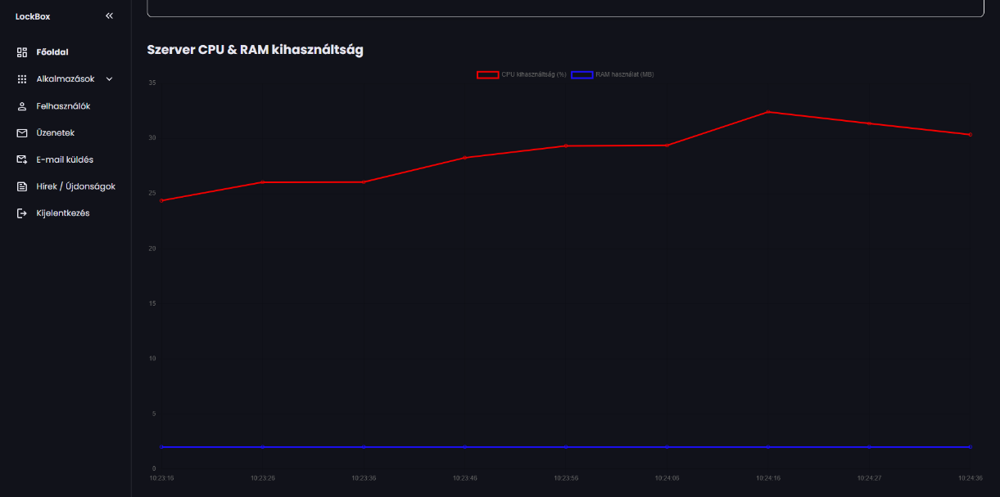 LockBox
Főoldal
Alkalmazások
Felhasználók
Üzenetek
E-mail küldés
Hírek / Újdonságok
Kijelentkezés
Szerver CPU & RAM kihasználtság
CPU kihasználtság (%) RAM használat (MB)
35
30
25
20
15
10
5
0
10:23:16 10:23:26 10:23:36 10:23:46 10:23:56 10:24:06 10:24:16 10:24:27 10:24:36